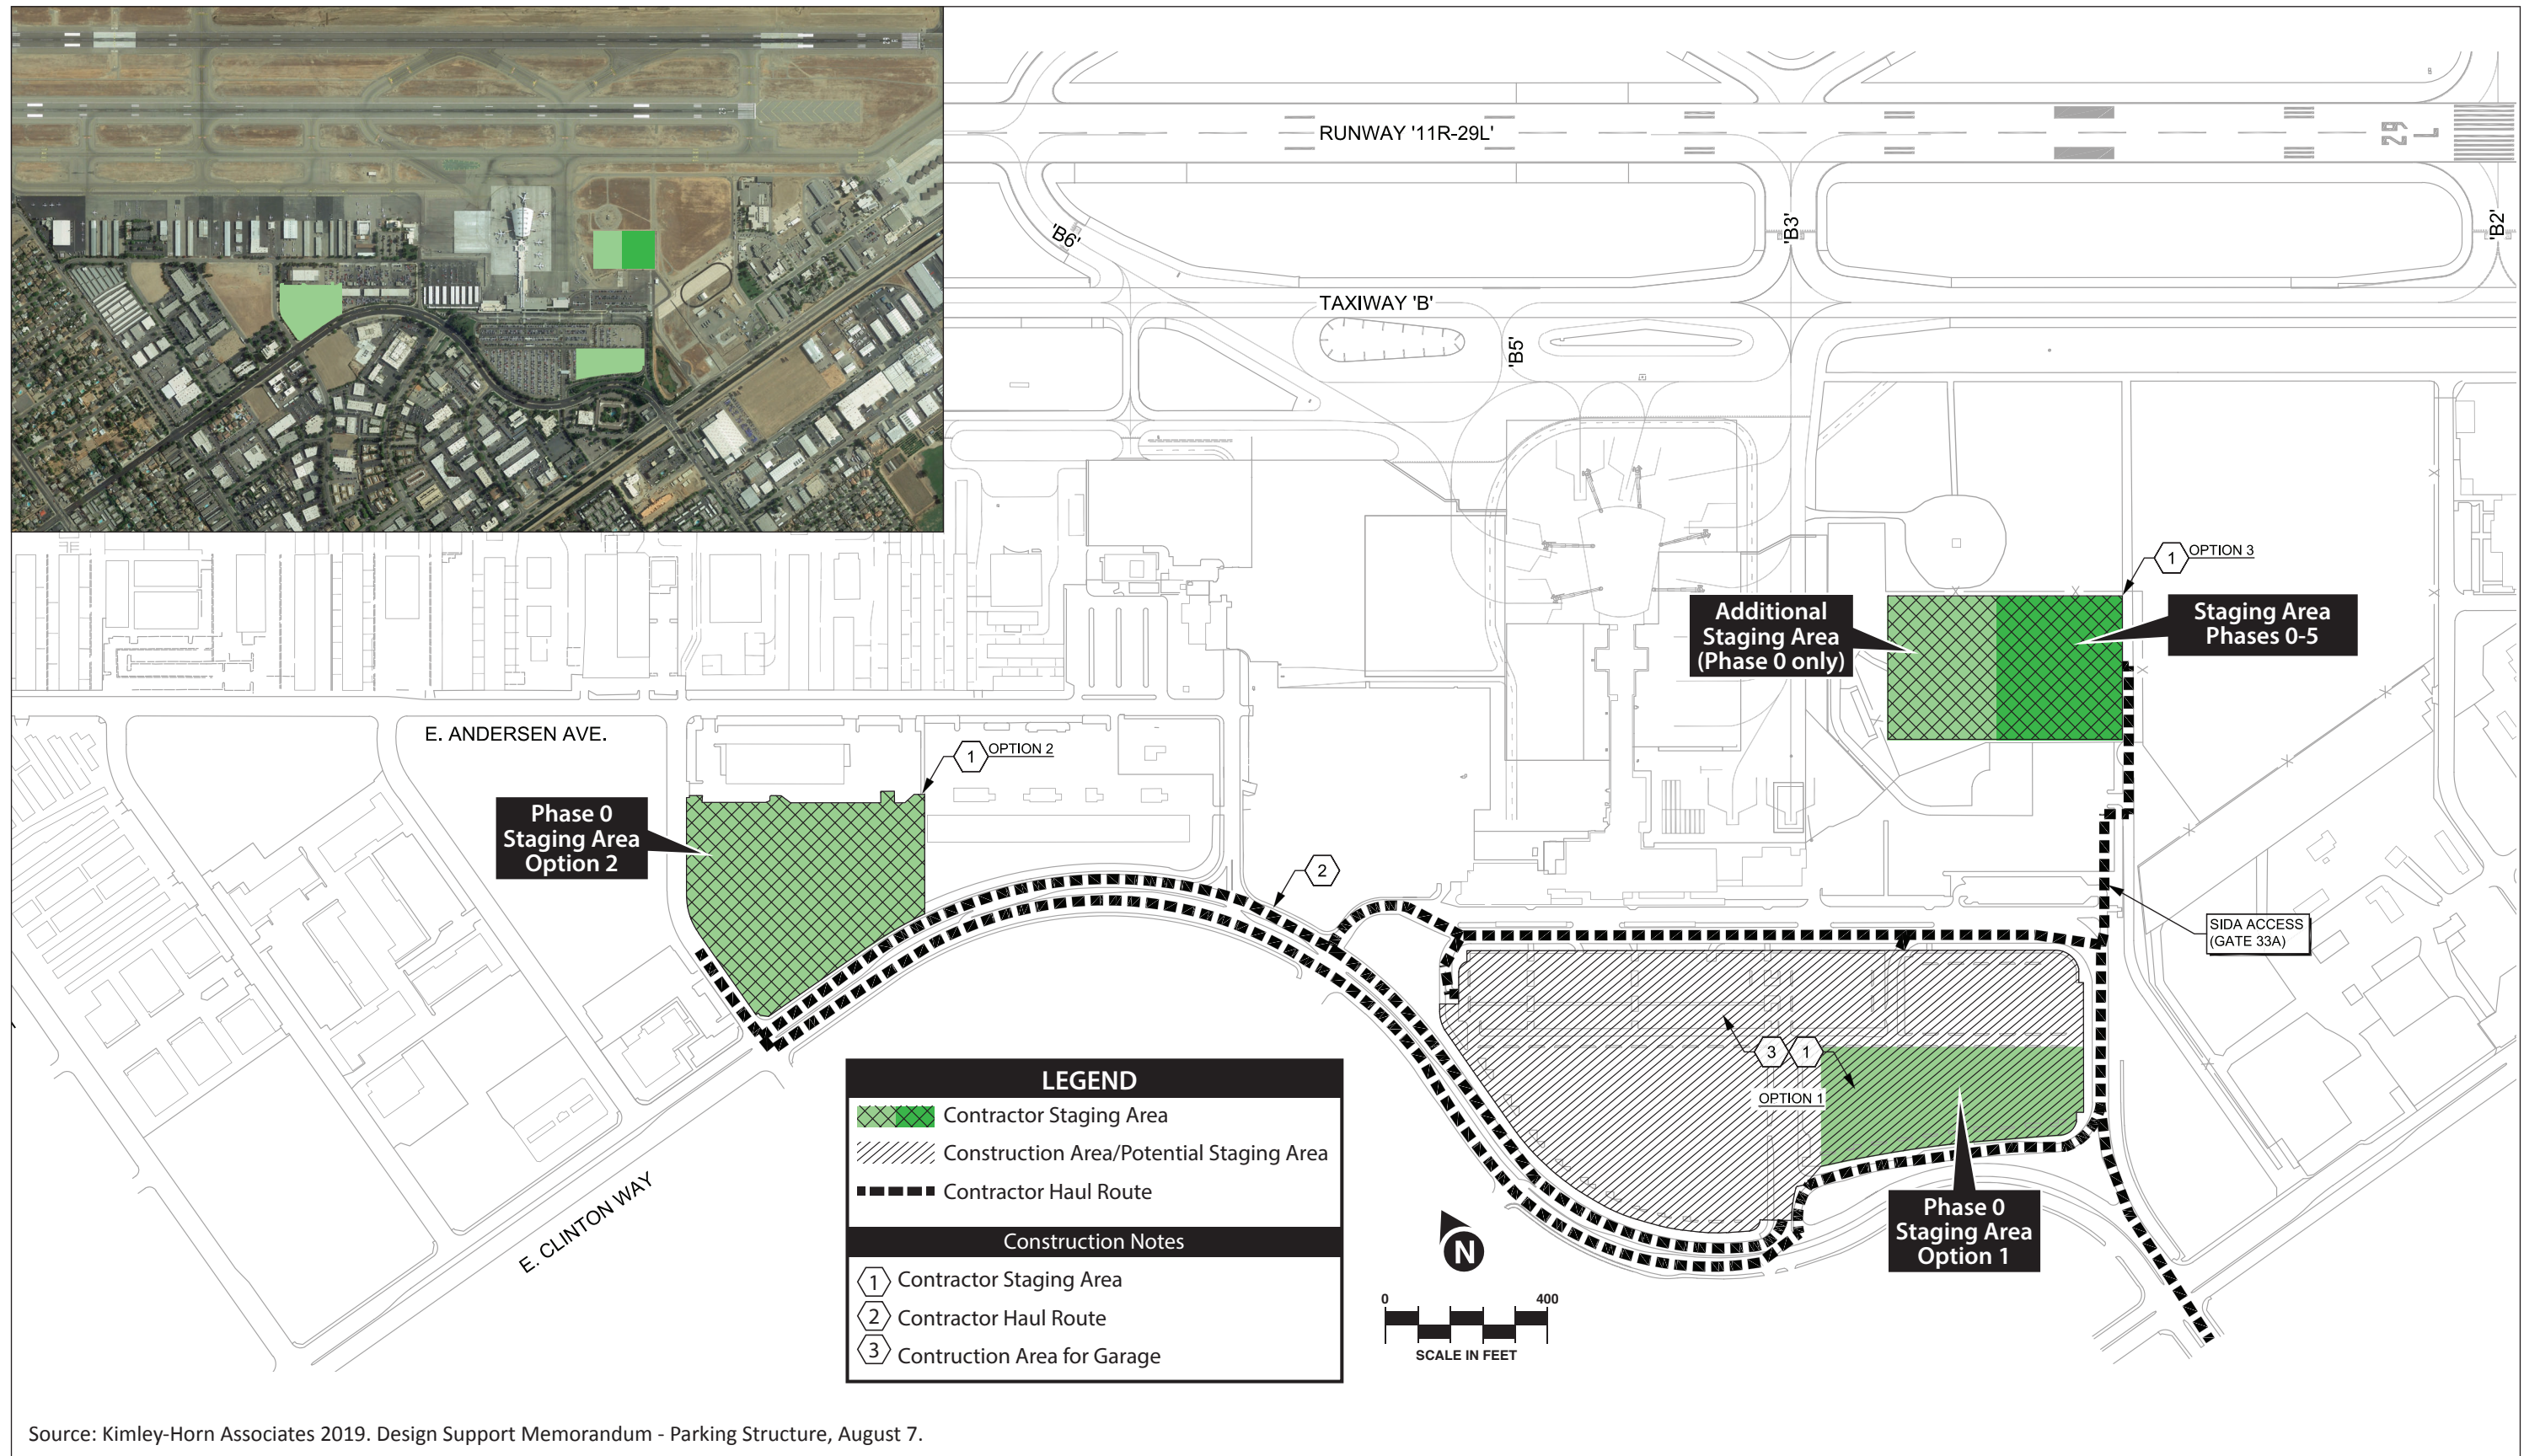 RUNWAY '11R-29L'
29
L
'B6'
'B3'
'B2'
TAXIWAY 'B'
'B5'
1
OPTION 3
Additional
Staging Area
(Phase 0 only)
Staging Area
Phases 0-5
E. ANDERSEN AVE.
1
OPTION 2
Phase 0
Staging Area
Option 2
2
SIDA ACCESS
(GATE 33A)
3
1
OPTION 1
Phase 0
Staging Area
Option 1
E. CLINTON WAY
LEGEND
Contractor Staging Area
Construction Area/Potential Staging Area
Contractor Haul Route
Construction Notes
1 Contractor Staging Area
2 Contractor Haul Route
3 Contruction Area for Garage
N
0 400
SCALE IN FEET
Source: Kimley-Horn Associates 2019. Design Support Memorandum - Parking Structure, August 7.